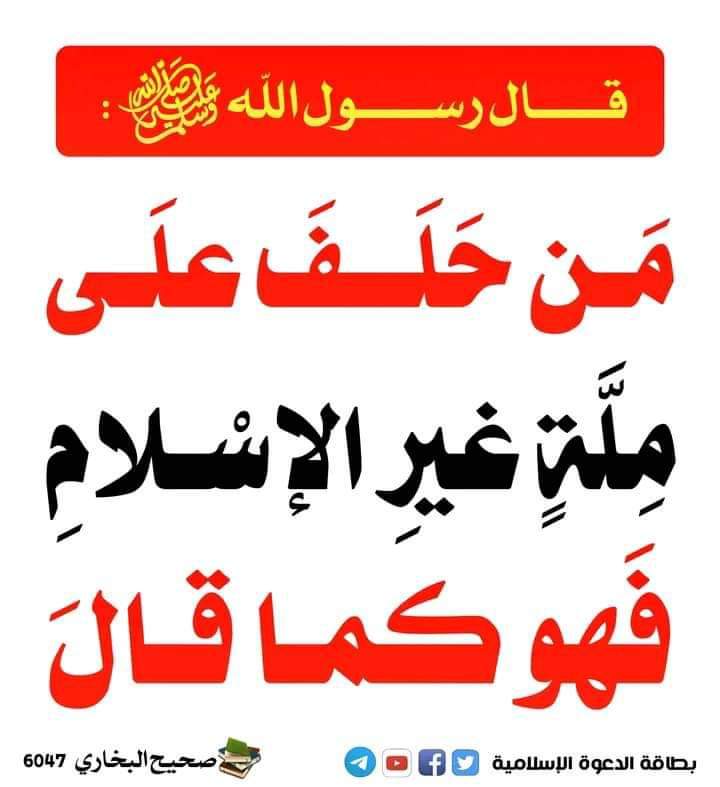 قال رسول الله صلى الله عليه وسلم :
مَن حَلَفَ علَى
مِلَّةٍ غيرِ الإسْلامِ
فَهو كما قالَ
بطاقة الدعوة الإسلامية
صحيح البخاري 6047